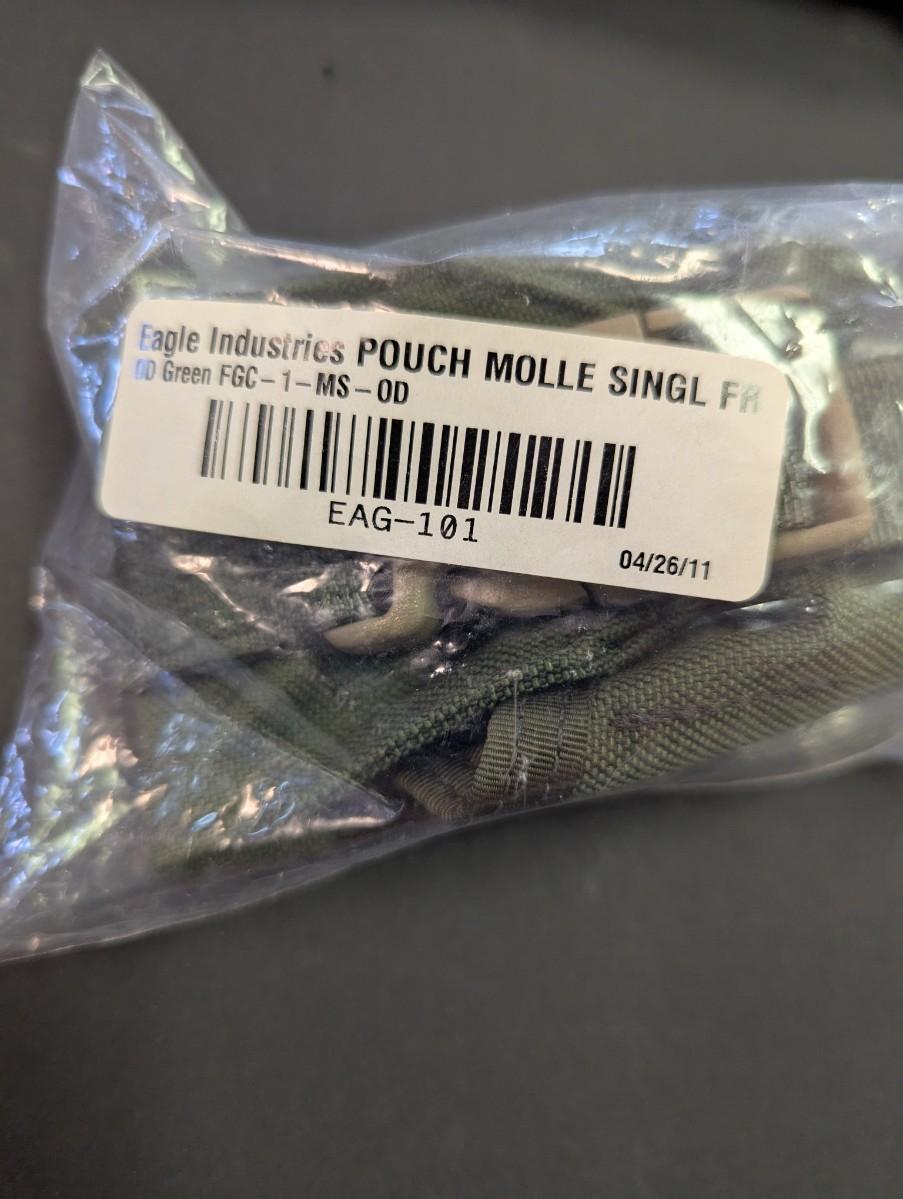 Eagle Industries POUCH MOLLE SINGL FR
OD Green FGC-1-MS-OD
EAG-101
04/26/11